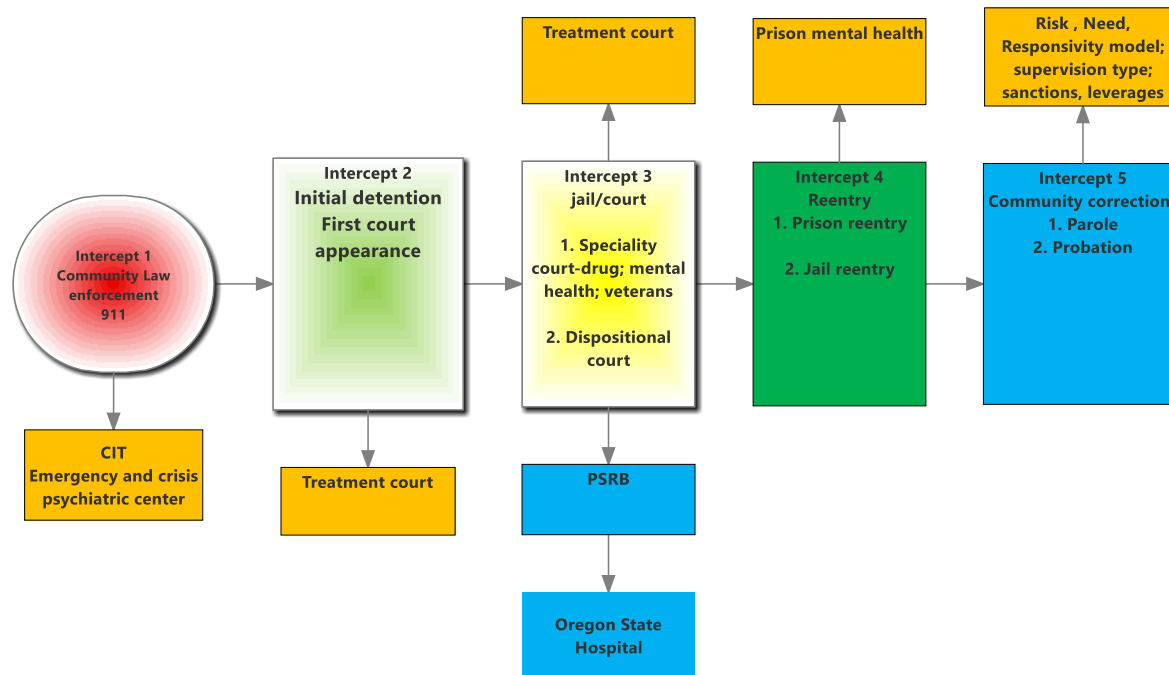 Treatment court
Prison mental health
Risk , Need,
Responsivity model;
supervision type;
sanctions, leverages
Intercept 1
Community Law
enforcement
911
Intercept 2
Initial detention
First court
appearance
Intercept 3
jail/court
1. Speciality
court-drug; mental
health; veterans
2. Dispositional
court
Intercept 4
Reentry
1. Prison reentry
2. Jail reentry
Intercept 5
Community correction
1. Parole
2. Probation
CIT
Emergency and crisis
psychiatric center
Treatment court
PSRB
Oregon State
Hospital